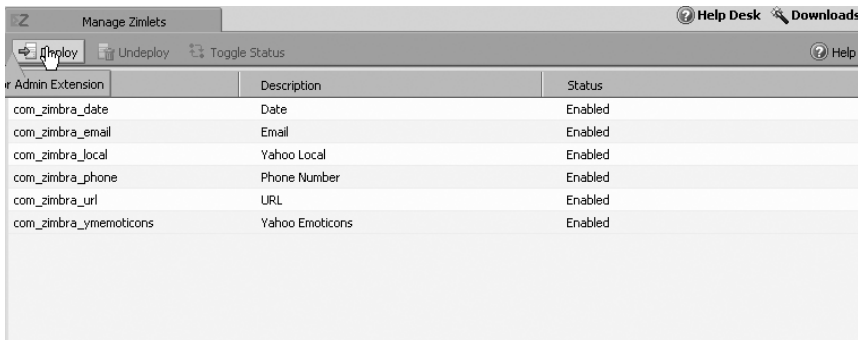 Manage Zimlets
Help Desk Downloads
Deploy Undeploy Toggle Status Help
r Admin Extension Description Status
com_zimbra_date Date Enabled
com_zimbra_email Email Enabled
com_zimbra_local Yahoo Local Enabled
com_zimbra_phone Phone Number Enabled
com_zimbra_url URL Enabled
com_zimbra_ymemoticons Yahoo Emoticons Enabled